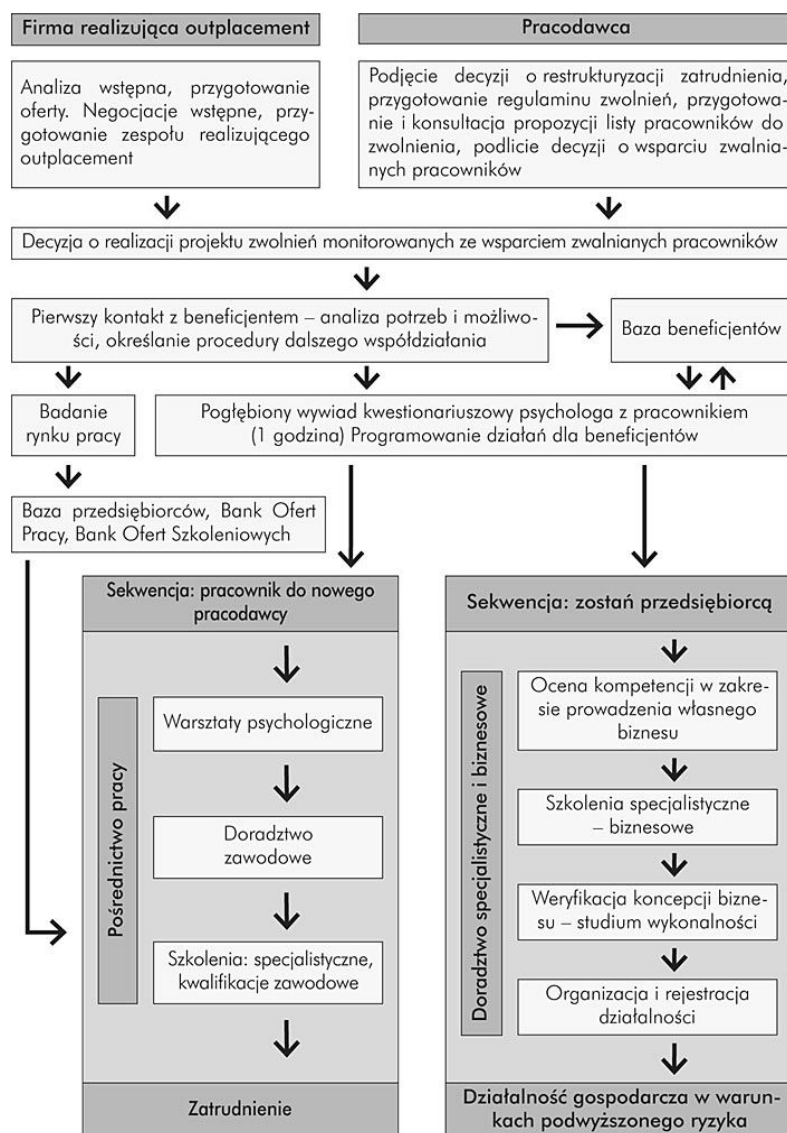 Firma realizująca outplacement
Pracodawca
Analiza wstępna, przygotowanie
oferty. Negocjacje wstępne, przy-
gotowanie zespołu realizującego
outplacement
Podjęcie decyzji o restrukturyzacji zatrudnienia,
przygotowanie regulaminu zwolnień, przygotowa-
nie i konsultacja propozycji listy pracowników do
zwolnienia, podlicie decyzji o wsparciu zwalnia-
nych pracowników
Decyzja o realizacji projektu zwolnień monitorowanych ze wsparciem zwalnianych pracowników
Pierwszy kontakt z beneficjentem – analiza potrzeb i możliwo-
ści, określanie procedury dalszego współdziałania
Baza beneficjentów
Badanie
rynku pracy
Pogłębiony wywiad kwestionariuszowy psychologa z pracownikiem
(1 godzina) Programowanie działań dla beneficjentów
Baza przedsiębiorców, Bank Ofert
Pracy, Bank Ofert Szkoleniowych
Sekwencja: pracownik do nowego
pracodawcy
Pośrednictwo pracy
Warsztaty psychologiczne
Doradztwo
zawodowe
Szkolenia: specjalistyczne,
kwalifikacje zawodowe
Zatrudnienie
Sekwencja: zostań przedsiębiorcą
Doradztwo specjalistyczne i biznesowe
Ocena kompetencji w zakre-
sie prowadzenia własnego
biznesu
Szkolenia specjalistyczne
– biznesowe
Weryfikacja koncepcji bizne-
su – studium wykonalności
Organizacja i rejestracja
działalności
Działalność gospodarcza w warun-
kach podwyższonego ryzyka